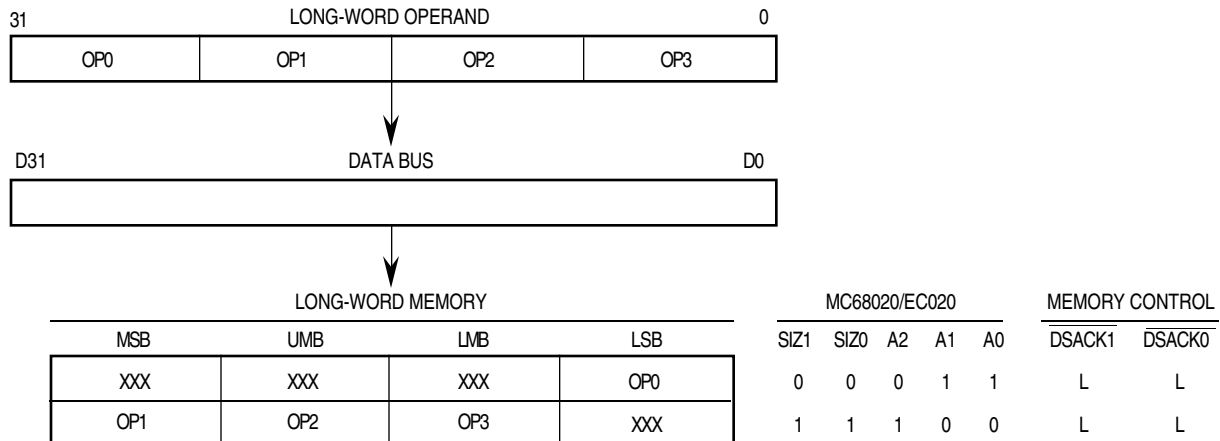 31 LONG-WORD OPERAND 0
OP0 OP1 OP2 OP3
D31 DATA BUS D0
LONG-WORD MEMORY MC68020/EC020 MEMORY CONTROL
MSB UMB LMB LSB SIZ1 SIZ0 A2 A1 A0 DSACK1 DSACK0
XXX XXX XXX OP0 0 0 0 1 1 L L
OP1 OP2 OP3 XXX 1 1 1 0 0 L L